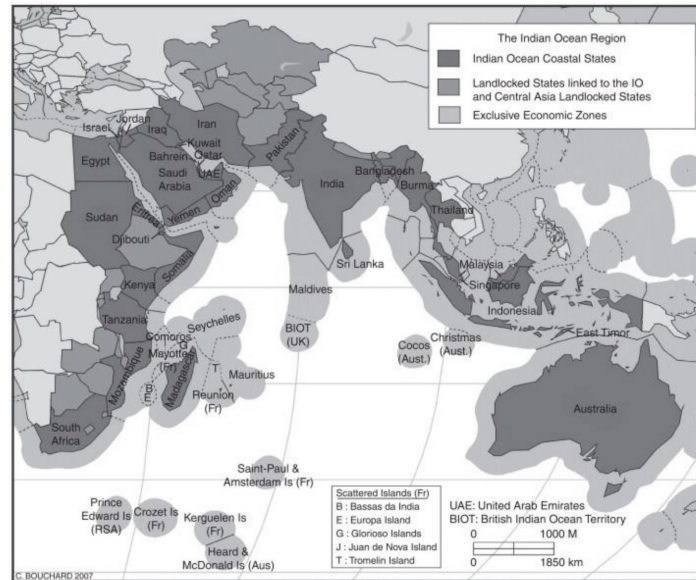 The Indian Ocean Region
Indian Ocean Coastal States
Landlocked States linked to the IO
and Central Asia Landlocked States
Exclusive Economic Zones
Israel
Jordan
Iraq
Iran
Kuwait
Bahrein
Qatar
Egypt
Saudi
Arabia
UAE
Oman
Pakistan
India
Bangladesh
Burma
Thailand
Sudan
Eritrea
Yemen
Djibouti
Somalia
Sri Lanka
Malaysia
Singapore
Kenya
Maldives
Indonesia
Tanzania
Seychelles
BIOT
(UK)
Cocos
(Aust.)
Christmas
(Aust.)
East Timor
Comoros
G
Mayotte
(Fr)
J
Mozambique
Madagascar
T
Mauritius
B
E
Reunion
(Fr)
South
Africa
Australia
Saint-Paul &
Amsterdam Is (Fr)
Prince
Edward Is
(RSA)
Crozet Is
(Fr)
Kerguelen Is
(Fr)
Heard &
McDonald Is (Aus)
Scattered Islands (Fr)
B : Bassas da India
E : Europa Island
G : Glorioso Islands
J : Juan de Nova Island
T : Tromelin Island
UAE: United Arab Emirates
BIOT: British Indian Ocean Territory
0 1000 M
0 1850 km
C. BOUCHARD 2007